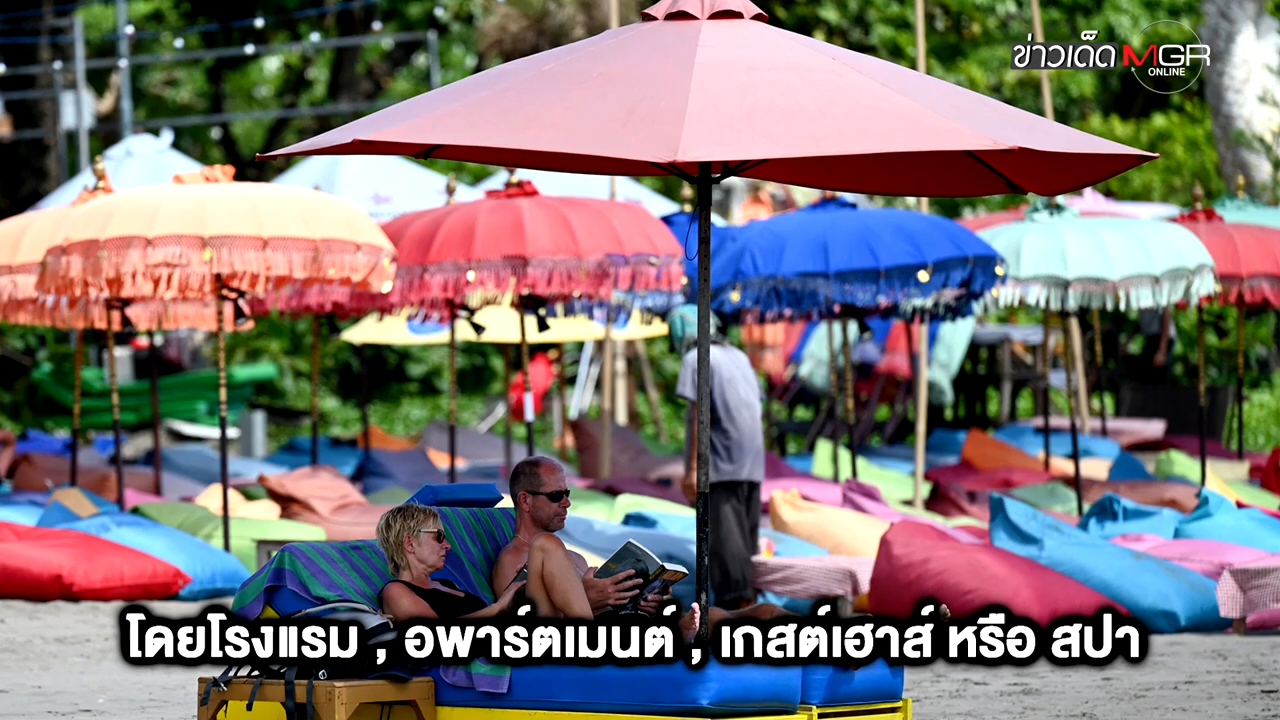 ข่าวเด็ด MGR
ONLINE
โดยโรงแรม , อพาร์ตเมนต์ , เกสต์เฮาส์ หรือ สปา